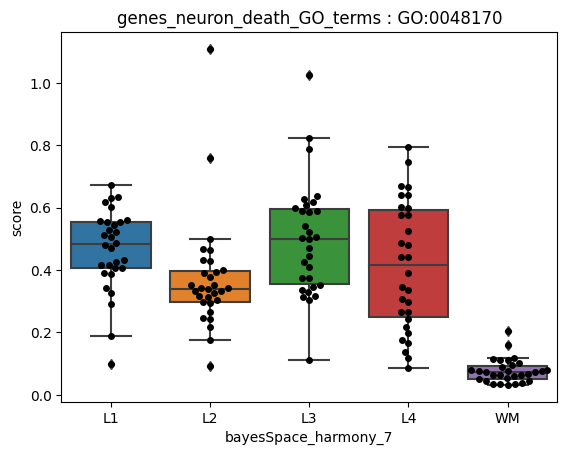 genes_neuron_death_GO_terms : GO:0048170
1.0
0.8
0.6
0.4
0.2
0.0
score
L1 L2 L3 L4 WM
bayesSpace_harmony_7